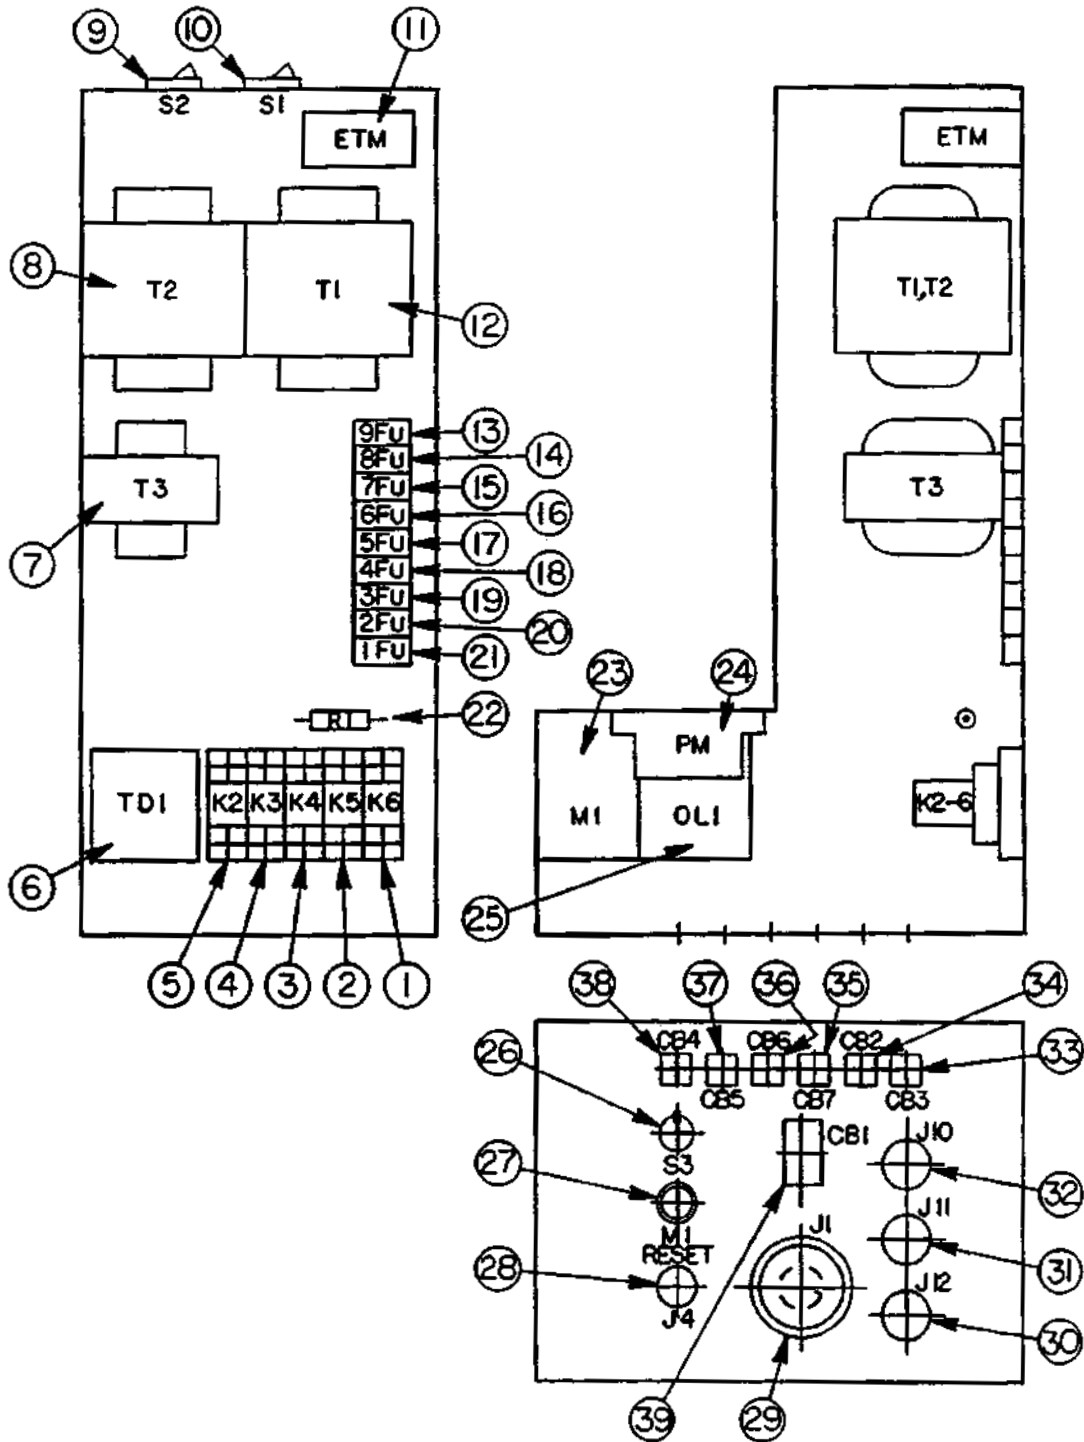 9 10 11
S2 S1
ETM
8
T2 T1
12
9FU 13
8FU 14
T3 7FU 15
6FU 16
5FU 17
7
4FU 18
3FU 19
2FU 20
1FU 21
R1 22
TD1 K2 K3 K4 K5 K6
6
5 4 3 2 1
ETM
T1,T2
T3
23 24
PM
M1 OL1
K2-6
25
38 37 36 35 34
CB4 CB6 CB2
33
CB5 CB7 CB3
26
CB1 J10
S3
27
32
J11
M1 J1
RESET
28
31
J12
J4
30
39 29